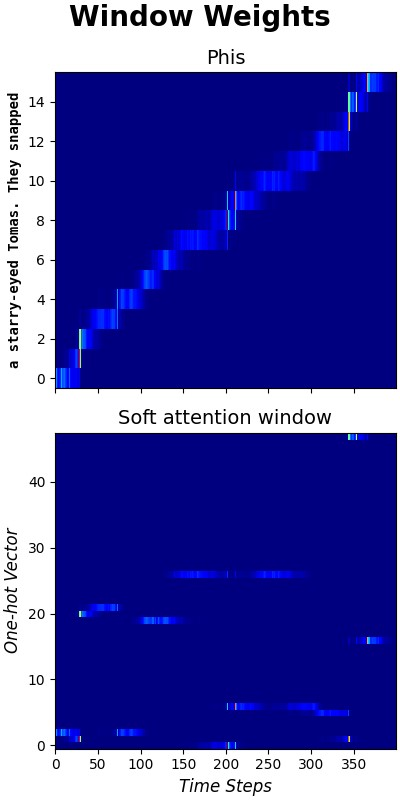 Window Weights
Phis
a starry-eyed Tomas. They snapped
14
12
10
8
6
4
2
0
Soft attention window
One-hot Vector
40
30
20
10
0
0 50 100 150 200 250 300 350
Time Steps